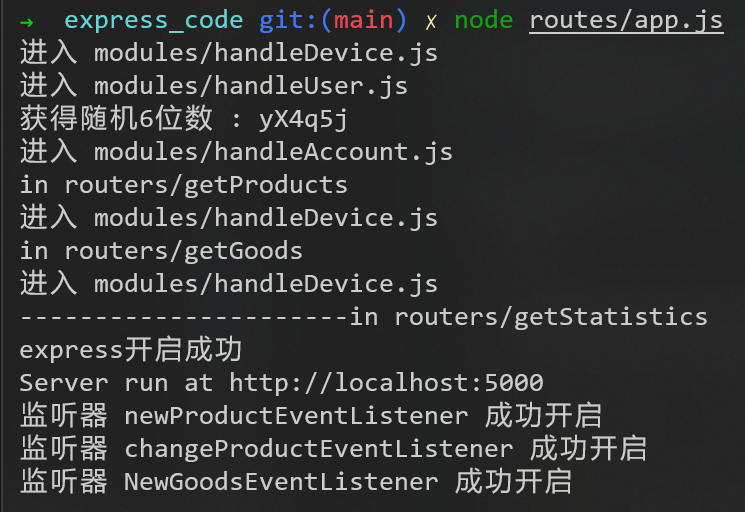 → express_code git:(main) ✗ node routes/app.js
进入 modules/handleDevice.js
进入 modules/handleUser.js
获得随机6位数 : yX4q5j
进入 modules/handleAccount.js
in routers/getProducts
进入 modules/handleDevice.js
in routers/getGoods
进入 modules/handleDevice.js
----------------------in routers/getStatistics
express开启成功
Server run at http://localhost:5000
监听器 newProductEventListener 成功开启
监听器 changeProductEventListener 成功开启
监听器 NewGoodsEventListener 成功开启